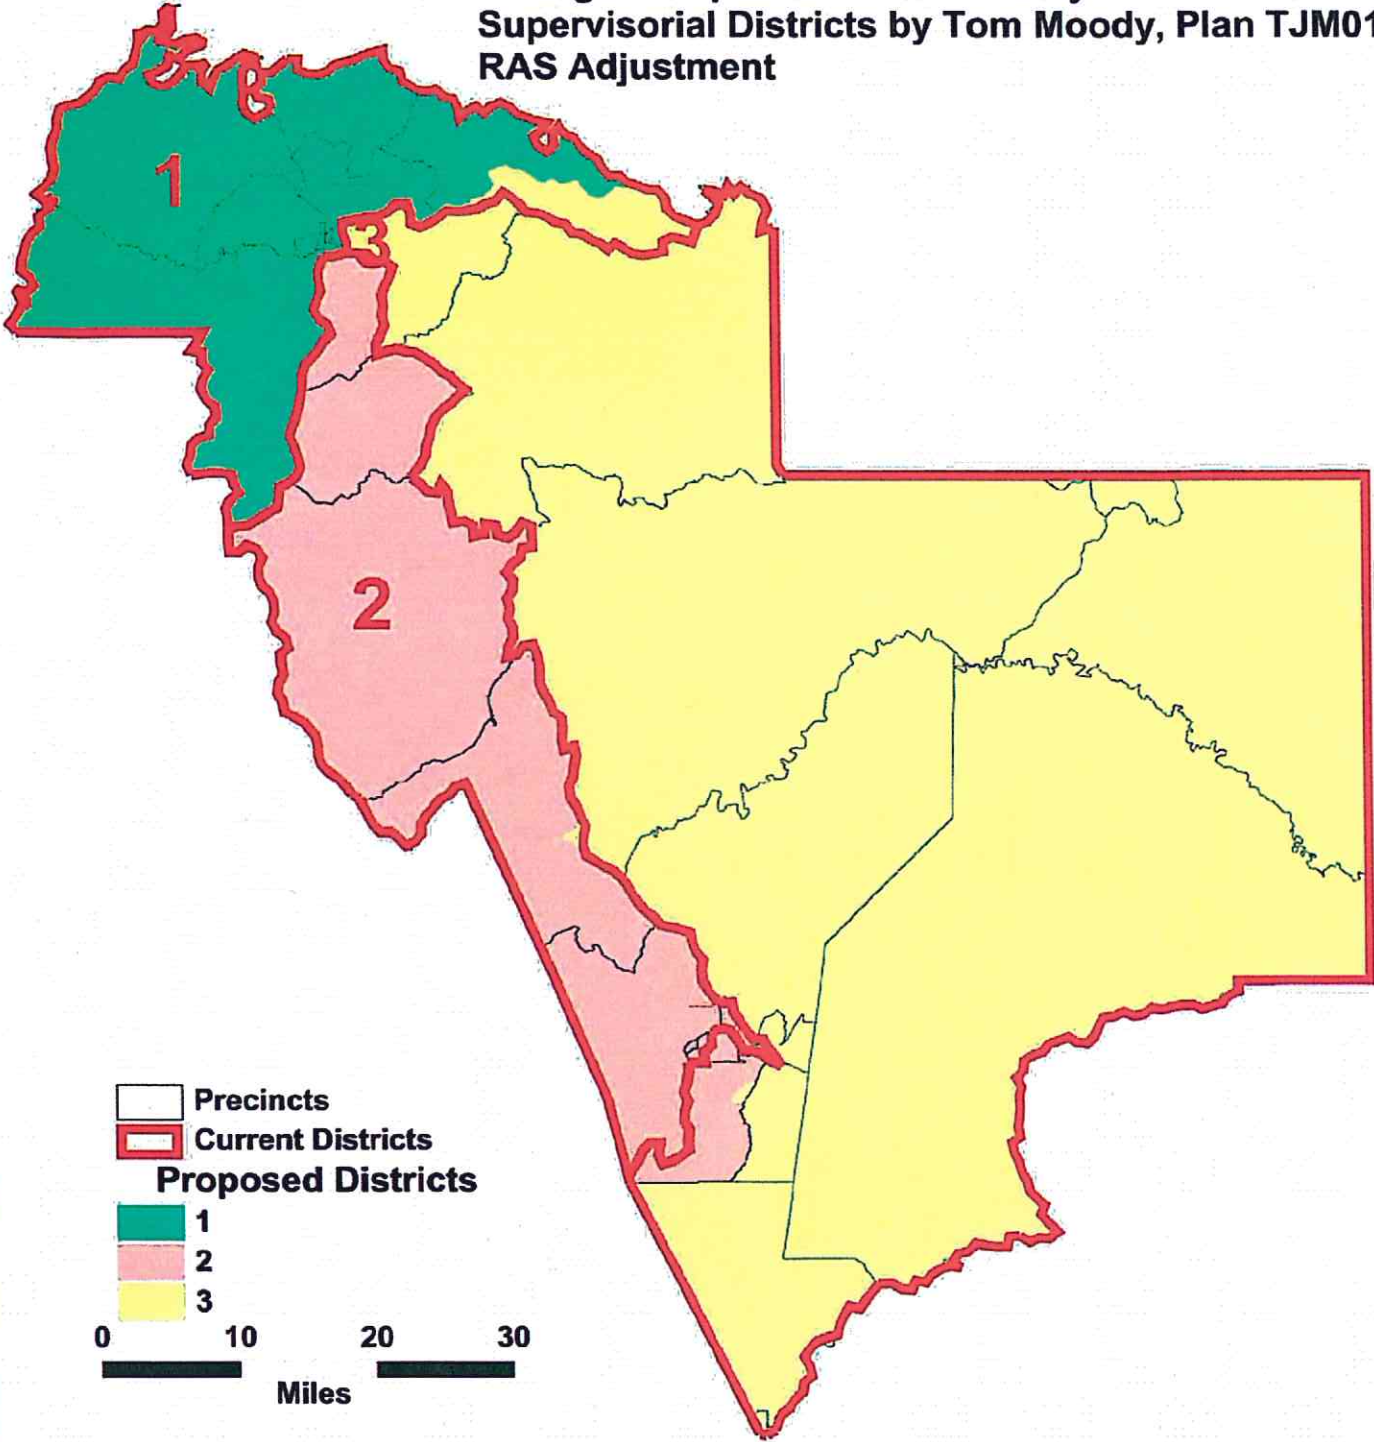 Supervisorial Districts by Tom Moody, Plan TJM01
RAS Adjustment
1
3
2
Precincts
Current Districts
Proposed Districts
1
2
3
0 10 20 30
Miles